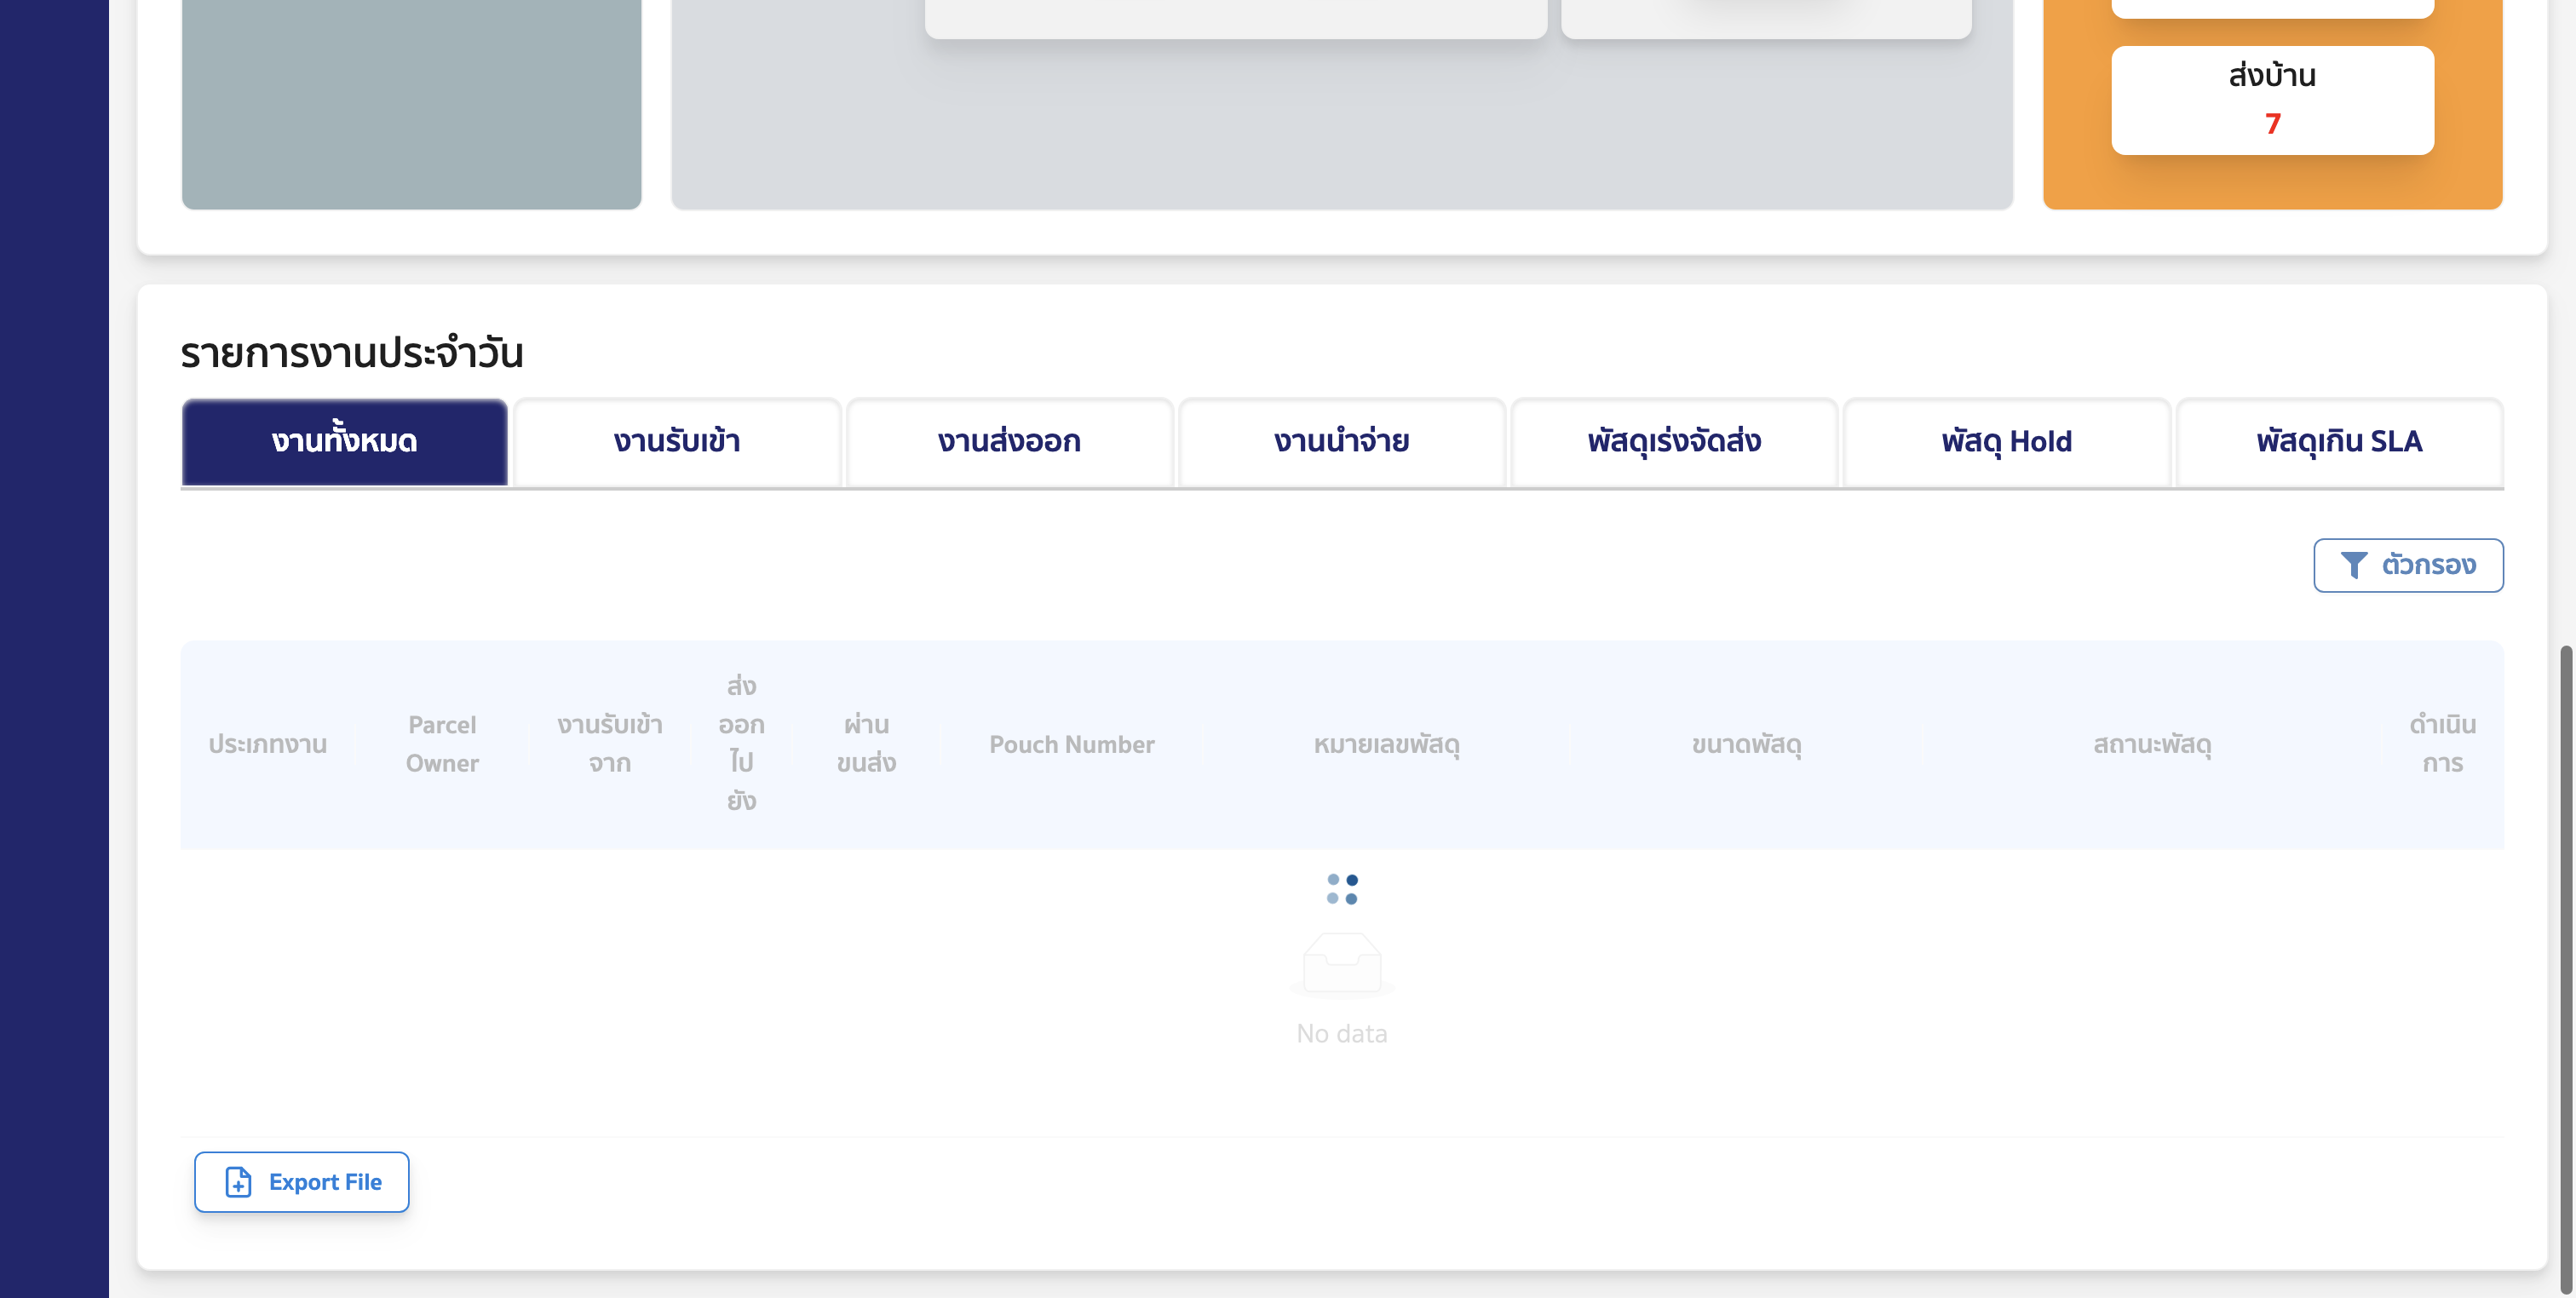 ส่งบ้าน
7
รายการงานประจำวัน
งานทั้งหมด
งานรับเข้า
งานส่งออก
งานนำจ่าย
พัสดุเร่งจัดส่ง
พัสดุ Hold
พัสดุเกิน SLA
ตัวกรอง
ประเภทงาน
Parcel
Owner
งานรับเข้า
จาก
ส่ง
ออก
ไป
ยัง
ผ่าน
ขนส่ง
Pouch Number
หมายเลขพัสดุ
ขนาดพัสดุ
สถานะพัสดุ
ดำเนิน
การ
No data
Export File